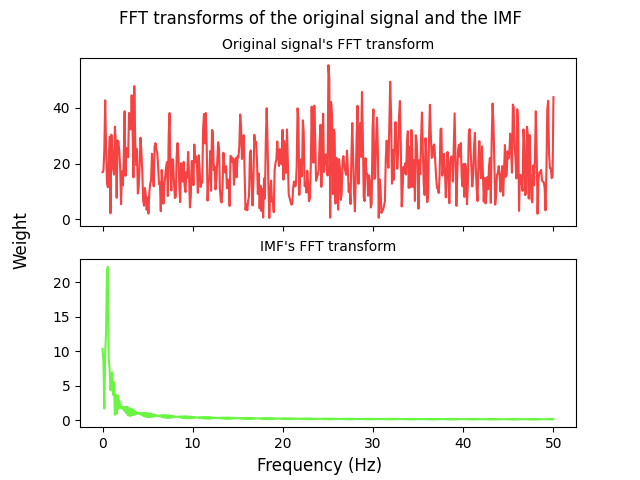 FFT transforms of the original signal and the IMF
Original signal's FFT transform
40
20
0
Weight
IMF's FFT transform
20
15
10
5
0
0 10 20 30 40 50
Frequency (Hz)